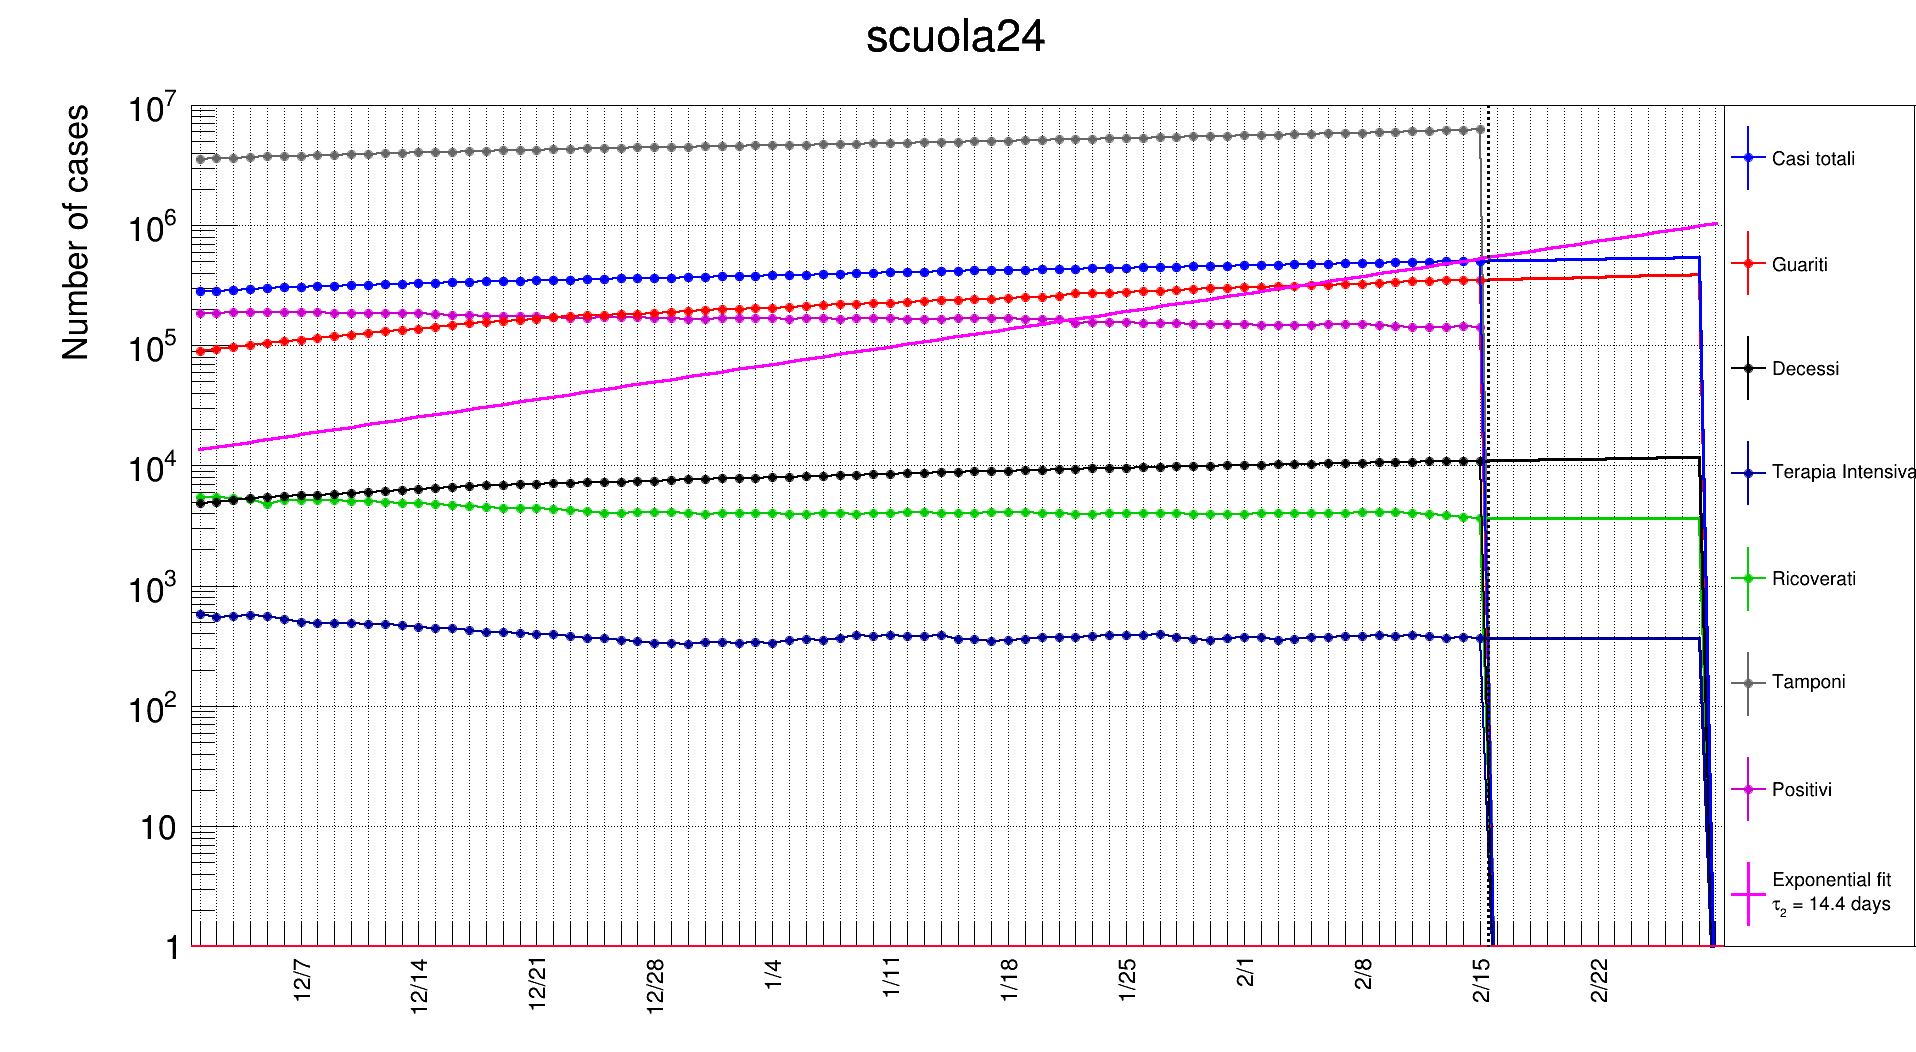 scuola24
Number of cases
10^7
10^6
10^5
10^4
10^3
10^2
10
1
12/7
12/14
12/21
12/28
1/4
1/11
1/18
1/25
2/1
2/8
2/15
2/22
Casi totali
Guariti
Decessi
Terapia Intensiva
Ricoverati
Tamponi
Positivi
Exponential fit
τ₂ = 14.4 days